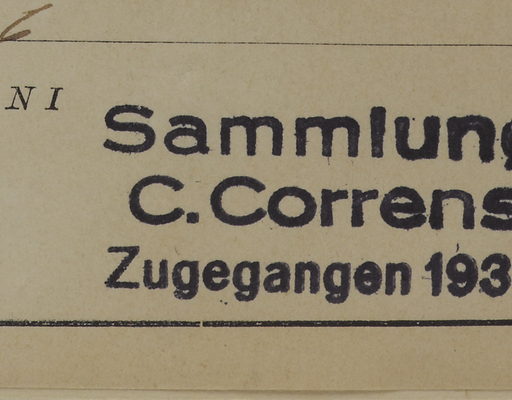 NI
Sammlung
C. Correns
Zugegangen 193